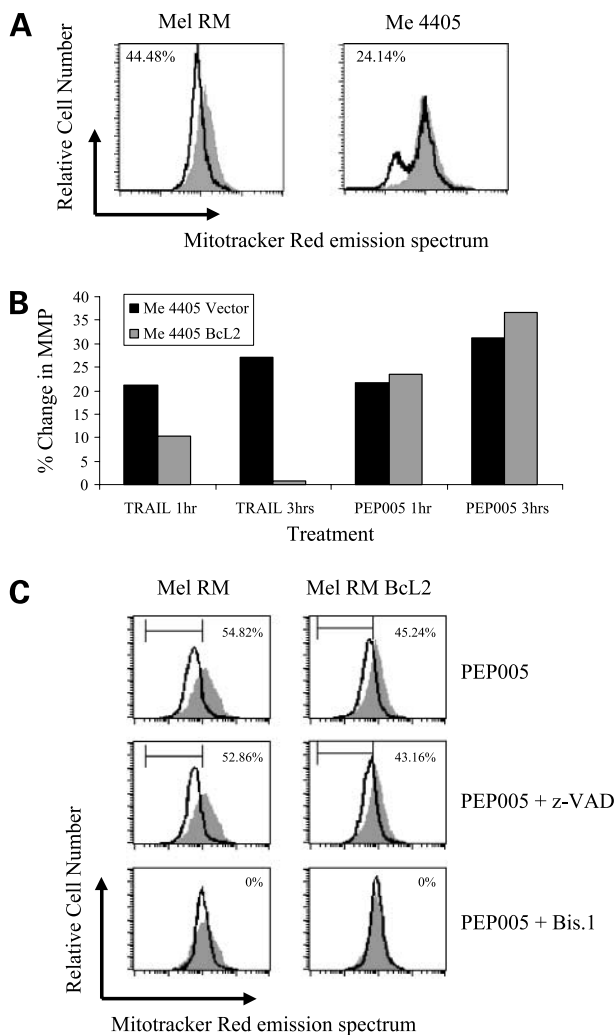 A
Mel RM
Me 4405
44.48%
24.14%
Relative Cell Number
Mitotracker Red emission spectrum
B
Me 4405 Vector
Me 4405 BcL2
% Change in MMP
40
35
30
25
20
15
10
5
0
TRAIL 1hr
TRAIL 3hrs
PEP005 1hr
PEP005 3hrs
Treatment
C
Mel RM
Mel RM BcL2
54.82%
45.24%
PEP005
52.86%
43.16%
PEP005 + z-VAD
0%
0%
PEP005 + Bis.1
Relative Cell Number
Mitotracker Red emission spectrum